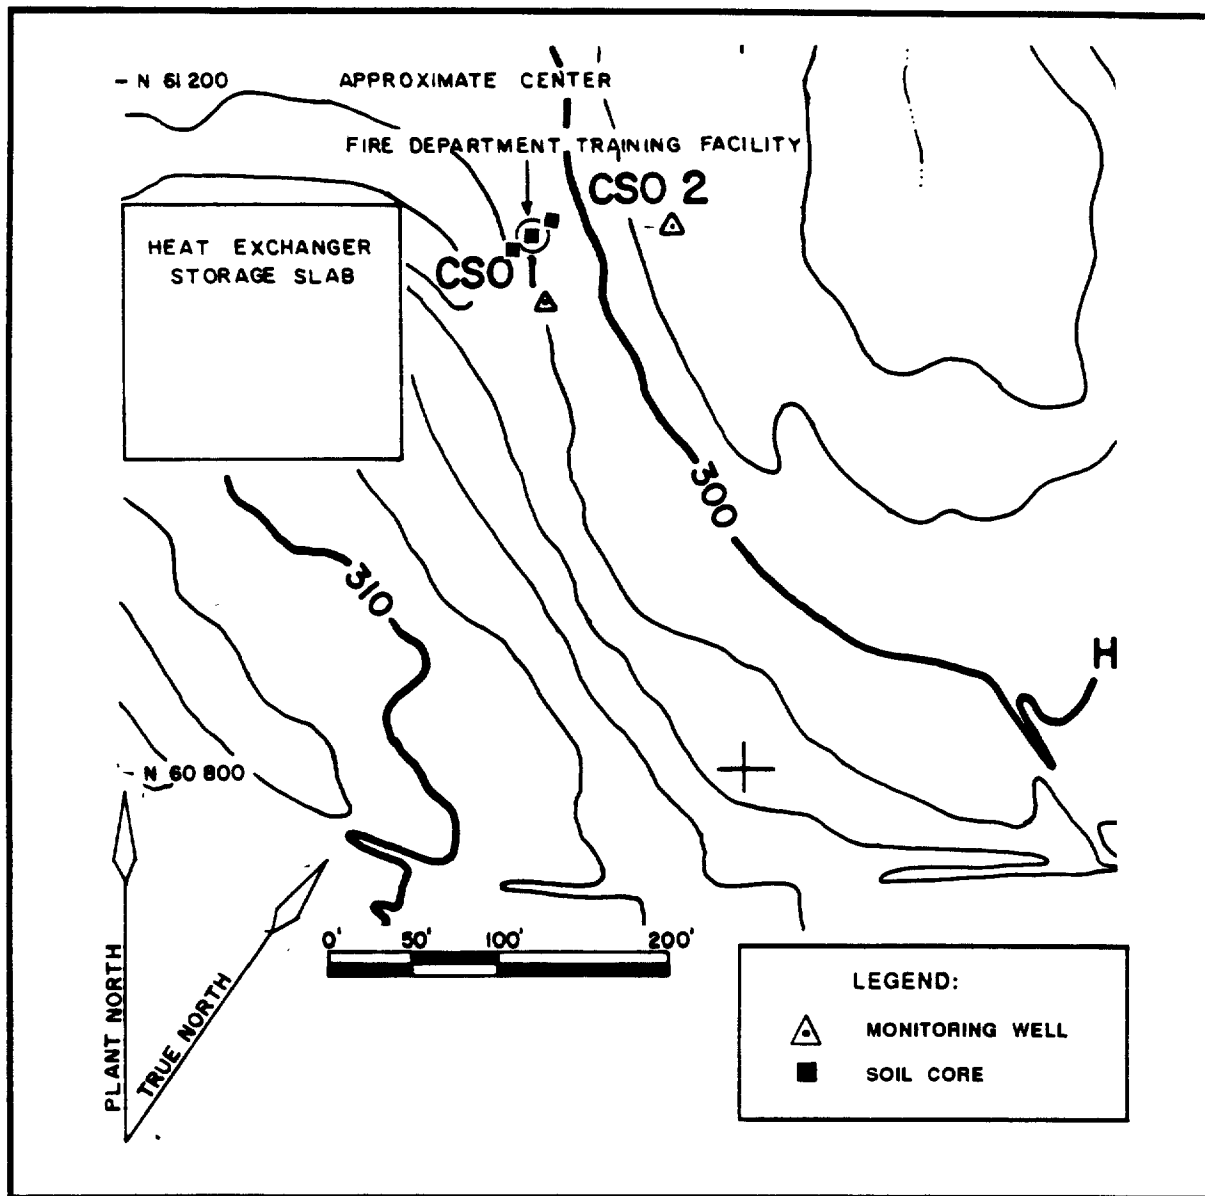 N 61 200
APPROXIMATE CENTER
FIRE DEPARTMENT TRAINING FACILITY
CSO 2
HEAT EXCHANGER
STORAGE SLAB
CSO 1
300
310
H
N 60 800
0' 50' 100' 200'
PLANT NORTH
TRUE NORTH
LEGEND:
MONITORING WELL
SOIL CORE